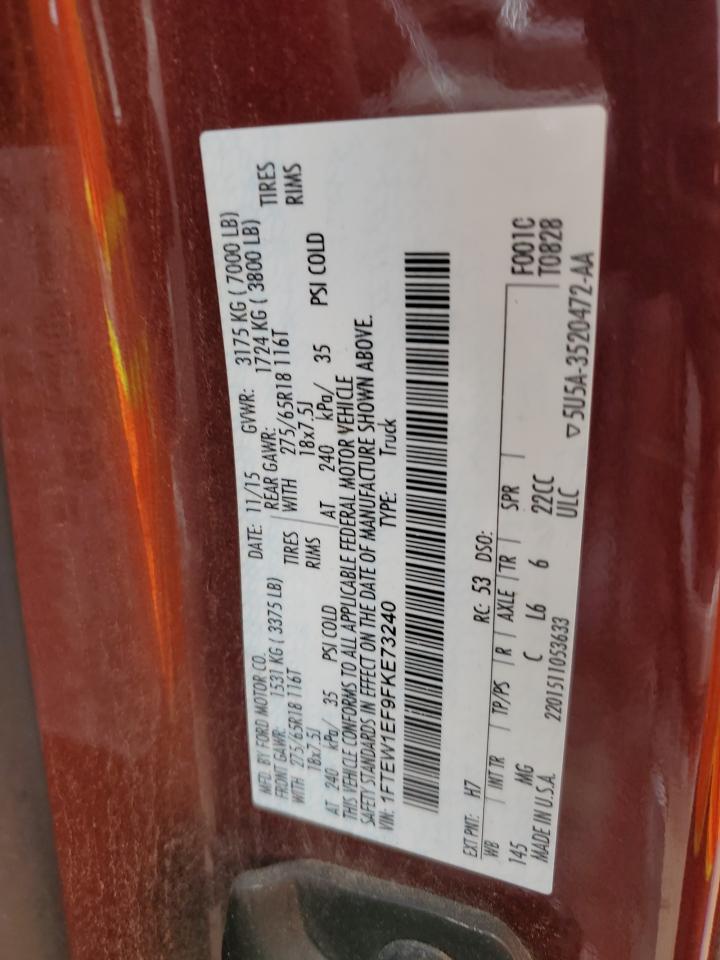 MFD. BY FORD MOTOR CO.
DATE: 11/15 GVWR: 3175 KG ( 7000 LB)
FRONT GAWR: 1531 KG ( 3375 LB) REAR GAWR: 1724 KG ( 3800 LB)
WITH 275/65R18 116T TIRES WITH 275/65R18 116T TIRES
18x7.5J RIMS 18x7.5J RIMS
AT 240 kPa/ 35 PSI COLD AT 240 kPa/ 35 PSI COLD
THIS VEHICLE CONFORMS TO ALL APPLICABLE FEDERAL MOTOR VEHICLE
SAFETY STANDARDS IN EFFECT ON THE DATE OF MANUFACTURE SHOWN ABOVE.
VIN: 1FTEW1EF9FKE73240 TYPE: Truck
EXT PNT: H7 RC: 53 DSO:
WB INT TR TP/PS R AXLE TR SPR F001C
145 MG C L6 6 22CC T0828
MADE IN U.S.A. 2201511053633 ULC ▽5U5A-3520472-AA